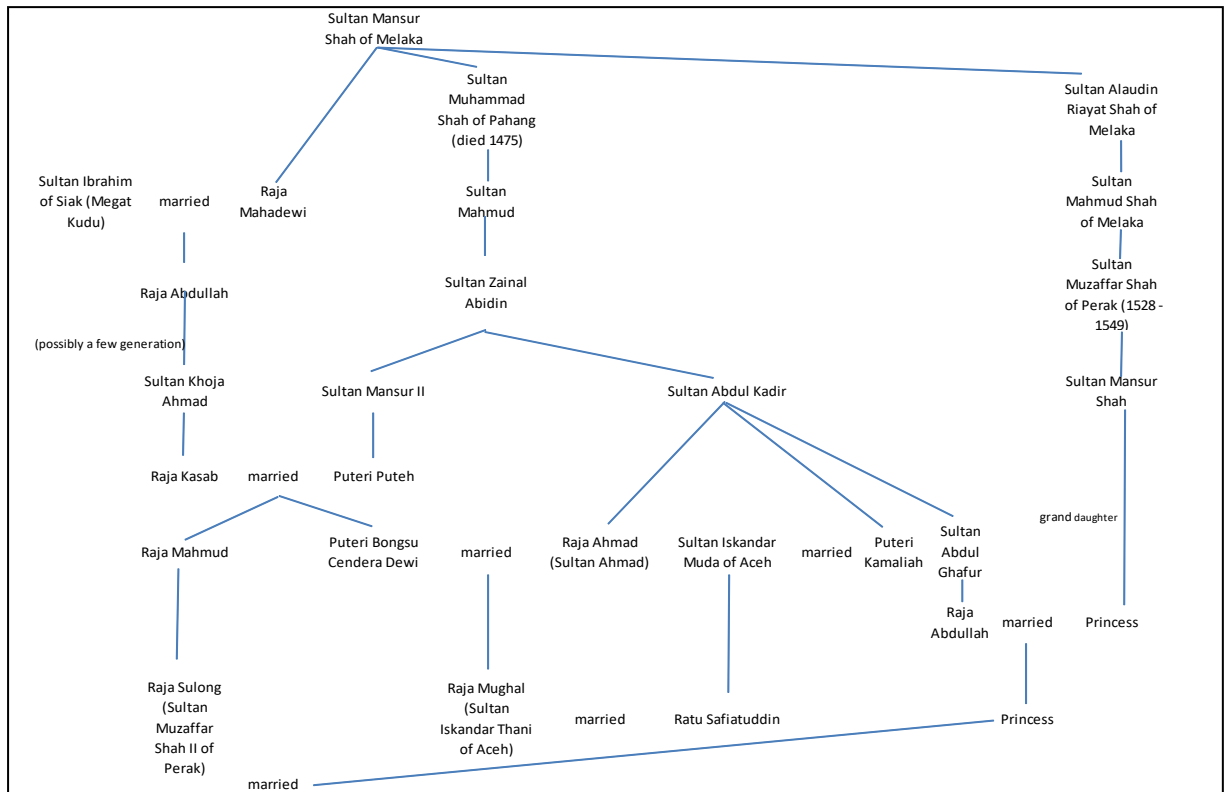 Sultan Mansur
Shah of Melaka
Sultan
Muhammad
Shah of Pahang
(died 1475)
Sultan Alaudin
Riayat Shah of
Melaka
Sultan Ibrahim
of Siak (Megat
Kudu)
married
Raja
Mahadewi
Sultan
Mahmud
Sultan
Mahmud Shah
of Melaka
Raja Abdullah
Sultan Zainal
Abidin
Sultan
Muzaffar Shah
of Perak (1528 -
1549)
(possibly a few generation)
Sultan Khoja
Ahmad
Sultan Mansur II
Sultan Abdul Kadir
Sultan Mansur
Shah
Raja Kasab
married
Puteri Puteh
grand daughter
Raja Mahmud
Puteri Bongsu
Cendera Dewi
married
Raja Ahmad
(Sultan Ahmad)
Sultan Iskandar
Muda of Aceh
married
Puteri
Kamaliah
Sultan
Abdul
Ghafur
Raja
Abdullah
married
Princess
Raja Sulong
(Sultan
Muzaffar
Shah II of
Perak)
Raja Mughal
(Sultan
Iskandar Thani
of Aceh)
married
Ratu Safiatuddin
Princess
married